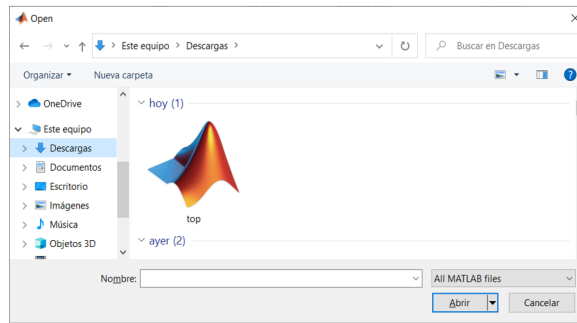 Open
Este equipo > Descargas >
Buscar en Descargas
Organizar
Nueva carpeta
OneDrive
Este equipo
Descargas
Documentos
Escritorio
Imágenes
Música
Objetos 3D
hoy (1)
top
ayer (2)
Nombre:
All MATLAB files
Abrir
Cancelar